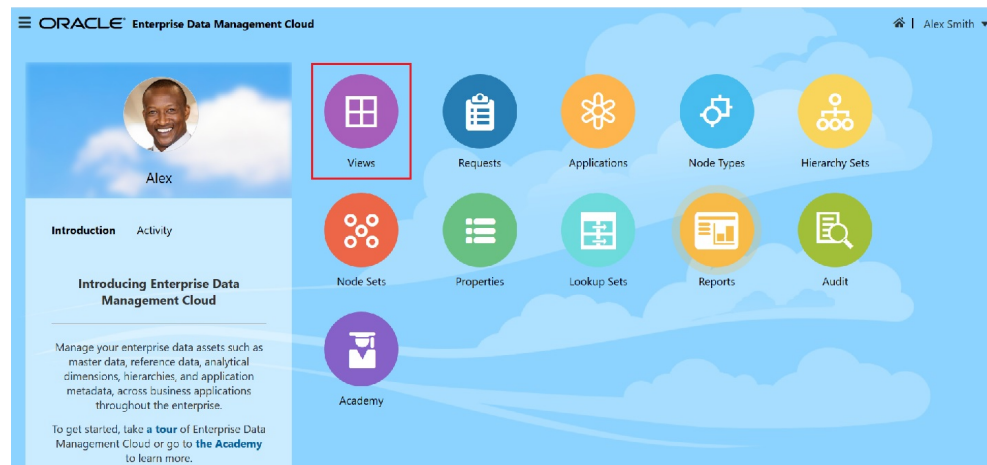 ORACLE Enterprise Data Management Cloud
Alex Smith
Alex
Introduction Activity
Introducing Enterprise Data
Management Cloud
Manage your enterprise data assets such as
master data, reference data, analytical
dimensions, hierarchies, and application
metadata, across business applications
throughout the enterprise.
To get started, take a tour of Enterprise Data
Management Cloud or go to the Academy
to learn more.
Views Requests Applications Node Types Hierarchy Sets
Node Sets Properties Lookup Sets Reports Audit
Academy